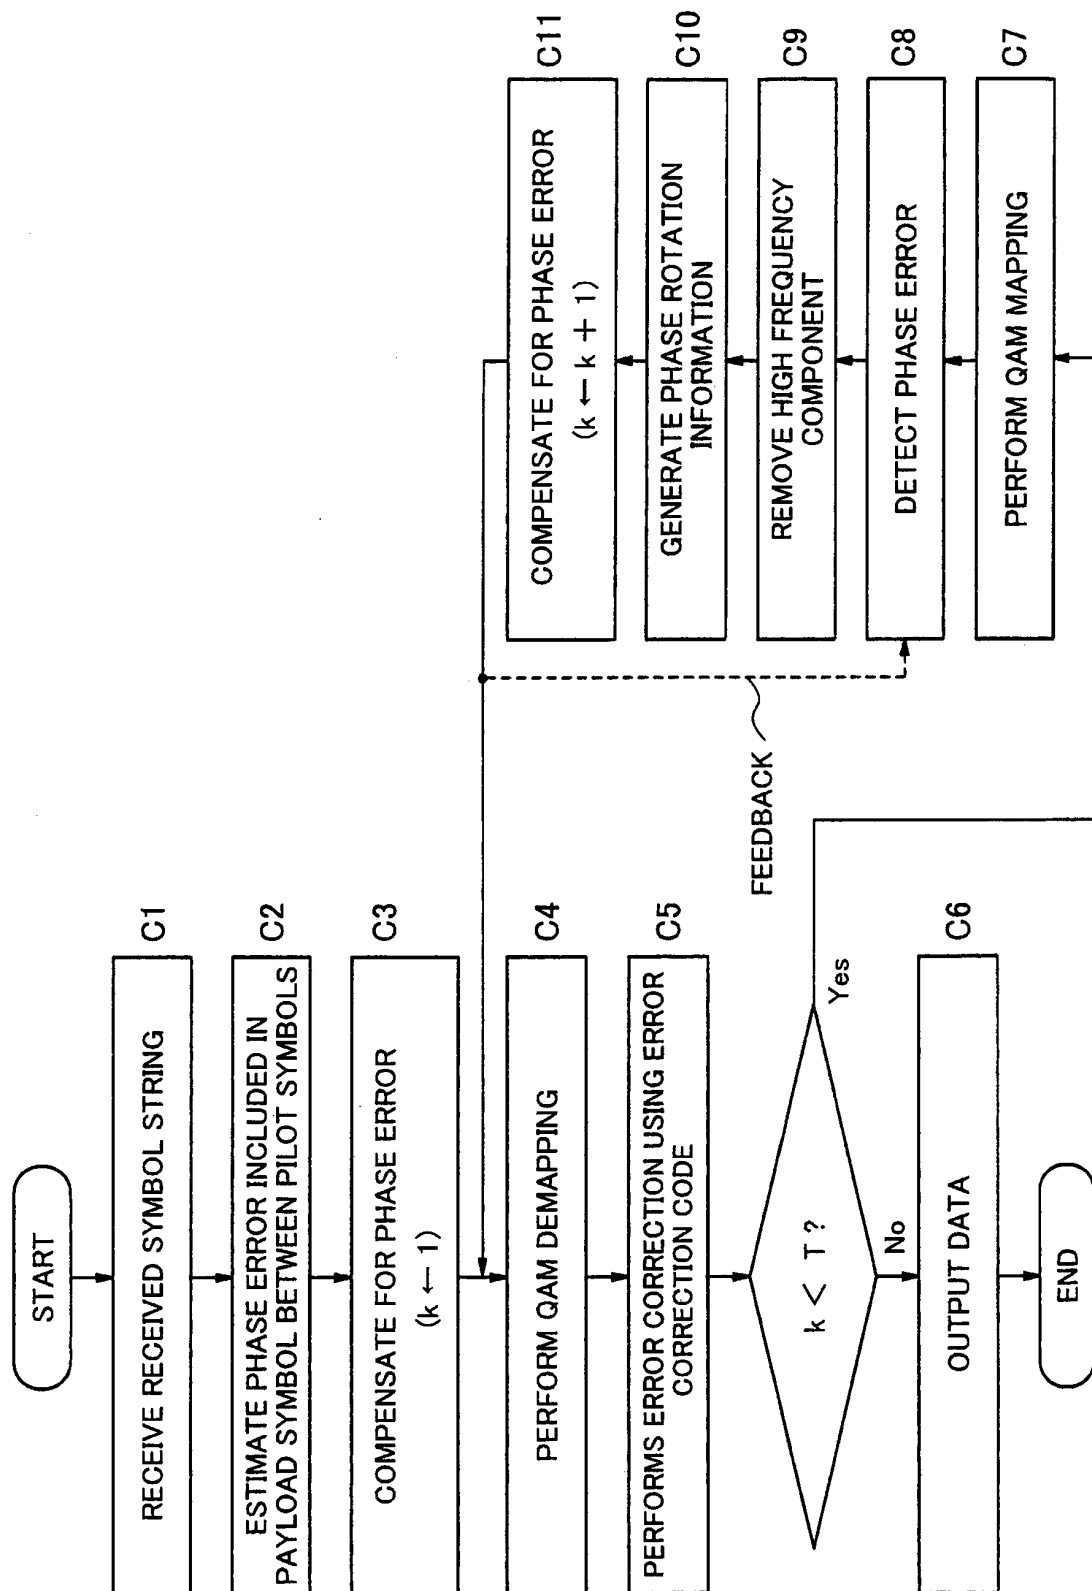 START
RECEIVE RECEIVED SYMBOL STRING
C1
ESTIMATE PHASE ERROR INCLUDED IN
PAYLOAD SYMBOL BETWEEN PILOT SYMBOLS
C2
COMPENSATE FOR PHASE ERROR
(k ← 1)
C3
PERFORM QAM DEMAPPING
C4
PERFORMS ERROR CORRECTION USING ERROR
CORRECTION CODE
C5
k < T ?
Yes
No
OUTPUT DATA
C6
END
COMPENSATE FOR PHASE ERROR
(k ← k + 1)
C11
GENERATE PHASE ROTATION
INFORMATION
C10
REMOVE HIGH FREQUENCY
COMPONENT
C9
DETECT PHASE ERROR
C8
PERFORM QAM MAPPING
C7
FEEDBACK